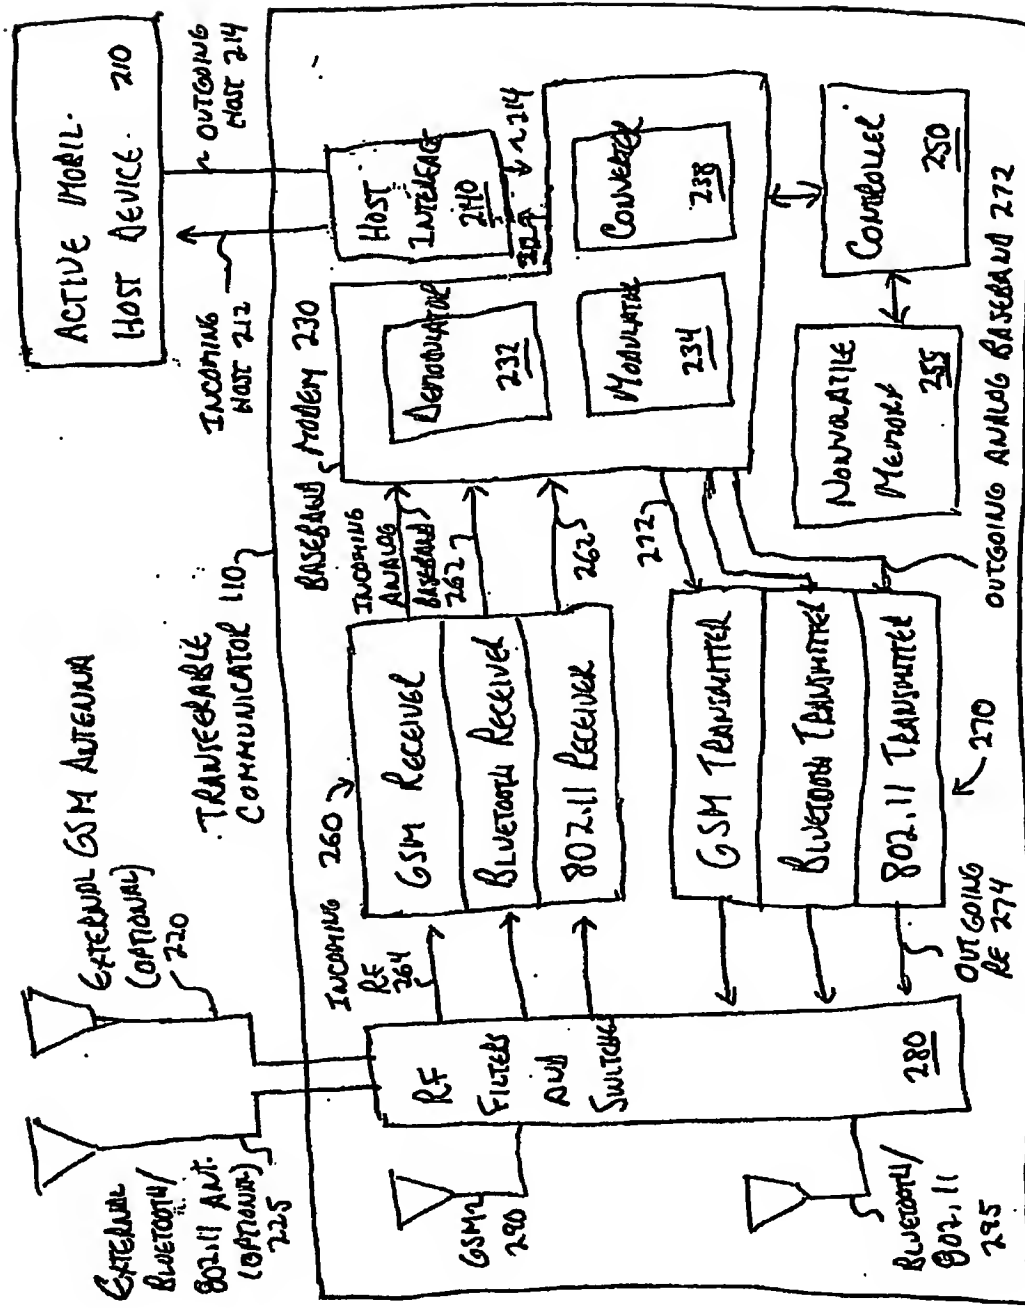 EXTERNAL
BLUETOOTH/
802.11 ANT.
(OPTIONAL)
225
EXTERNAL GSM ANTENNA
(OPTIONAL)
220
TRANSFERABLE
COMMUNICATOR 110
ACTIVE MOBIL.
HOST DEVICE. 210
INCOMING
HOST 212
OUTGOING
HOST 214
GSM
290
BLUETOOTH/
802.11
295
RF
FILTERS
AND
SWITCHES
280
INCOMING
RF
264
260
GSM RECEIVER
BLUETOOTH RECEIVER
802.11 RECEIVER
INCOMING
ANALOG
BASEBAND
262
262
BASEBAND MODEM 230
DEMODULATOR
232
MODULATOR
234
CONVERTER
238
HOST
INTERFACE
240
212
214
272
GSM TRANSMITTER
BLUETOOTH TRANSMITTER
802.11 TRANSMITTER
OUTGOING
RF 274
270
NONVOLATILE
MEMORY
255
CONTROLLER
250
OUTGOING ANALOG BASEBAND 272